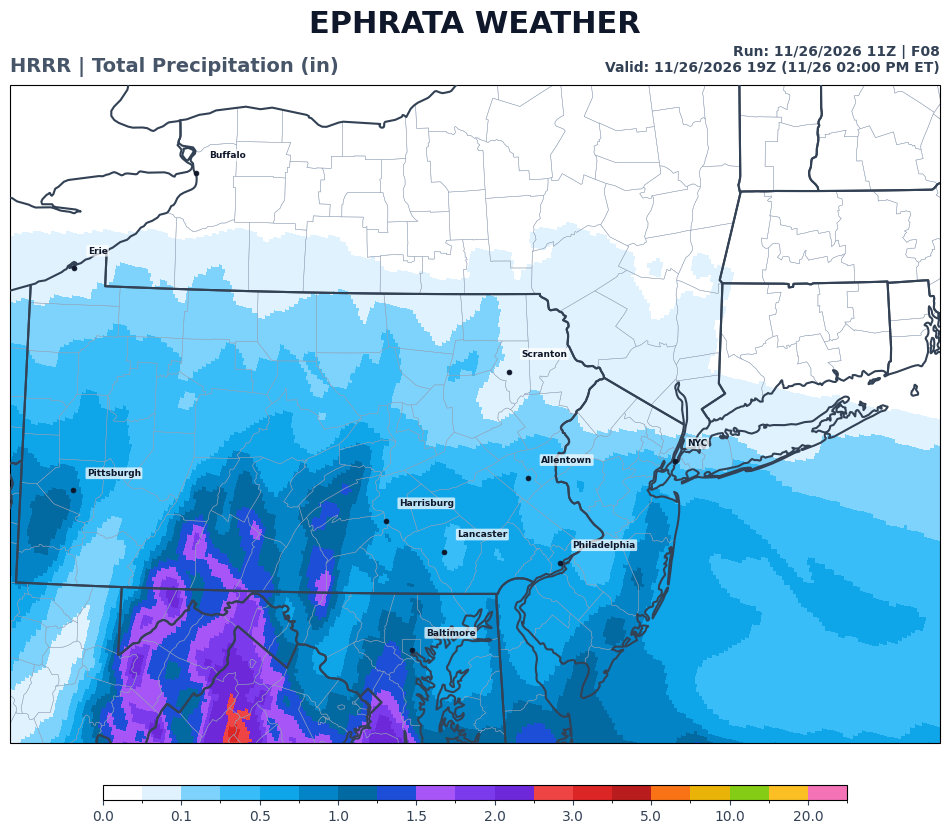 EPHRATA WEATHER
Run: 11/26/2026 11Z | F08
HRRR | Total Precipitation (in)
Valid: 11/26/2026 19Z (11/26 02:00 PM ET)
Buffalo
Erie
Scranton
NYC
Allentown
Pittsburgh
Harrisburg
Lancaster
Philadelphia
Baltimore
0.0 0.1 0.5 1.0 1.5 2.0 3.0 5.0 10.0 20.0